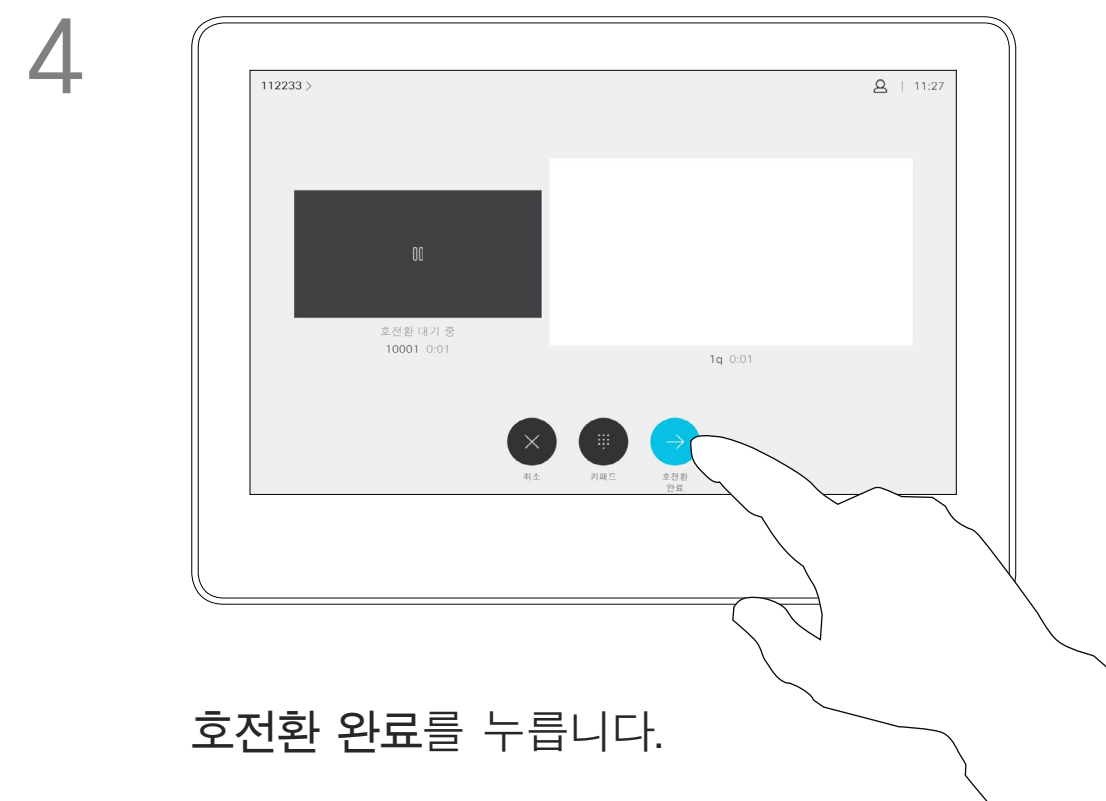 4
112233 >
11:27
호전환 대기 중
10001 0:01
1q 0:01
취소
키패드
호전환
완료
호전환 완료를 누릅니다.